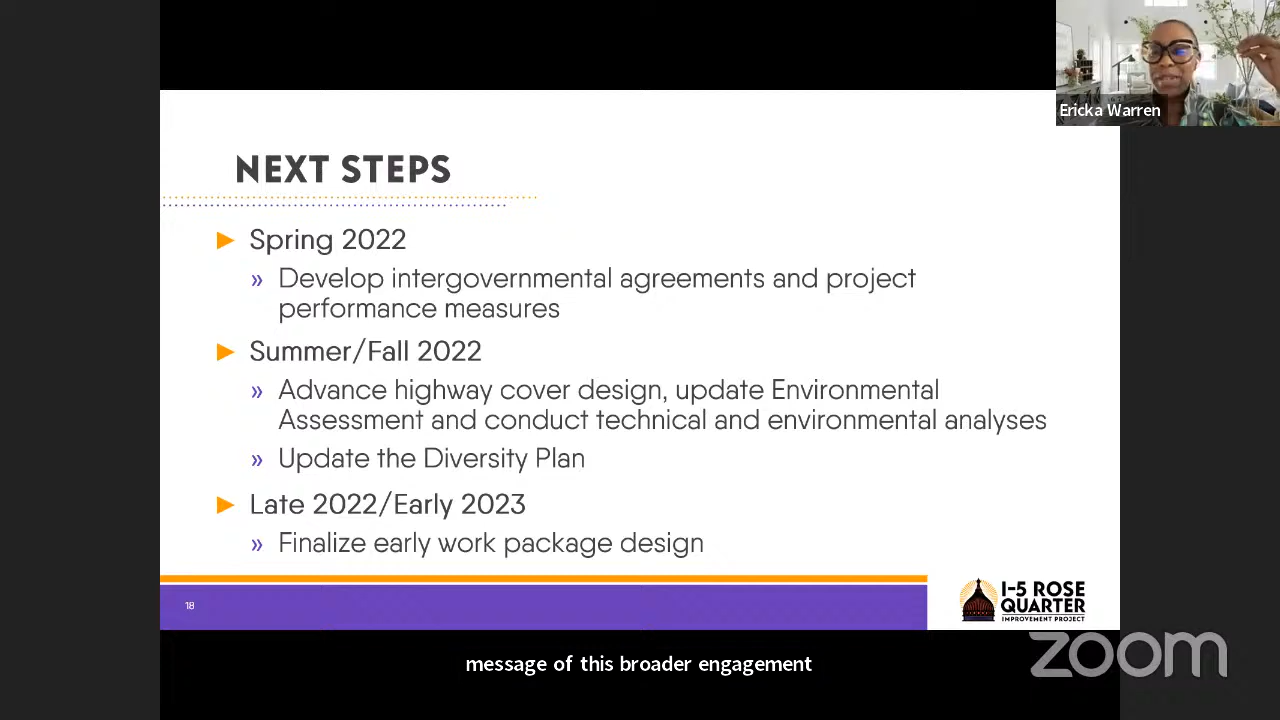 Ericka Warren
NEXT STEPS
Spring 2022
» Develop intergovernmental agreements and project
performance measures
Summer/Fall 2022
» Advance highway cover design, update Environmental
Assessment and conduct technical and environmental analyses
» Update the Diversity Plan
Late 2022/Early 2023
» Finalize early work package design
18
I-5 ROSE
QUARTER
IMPROVEMENT PROJECT
message of this broader engagement
zoom